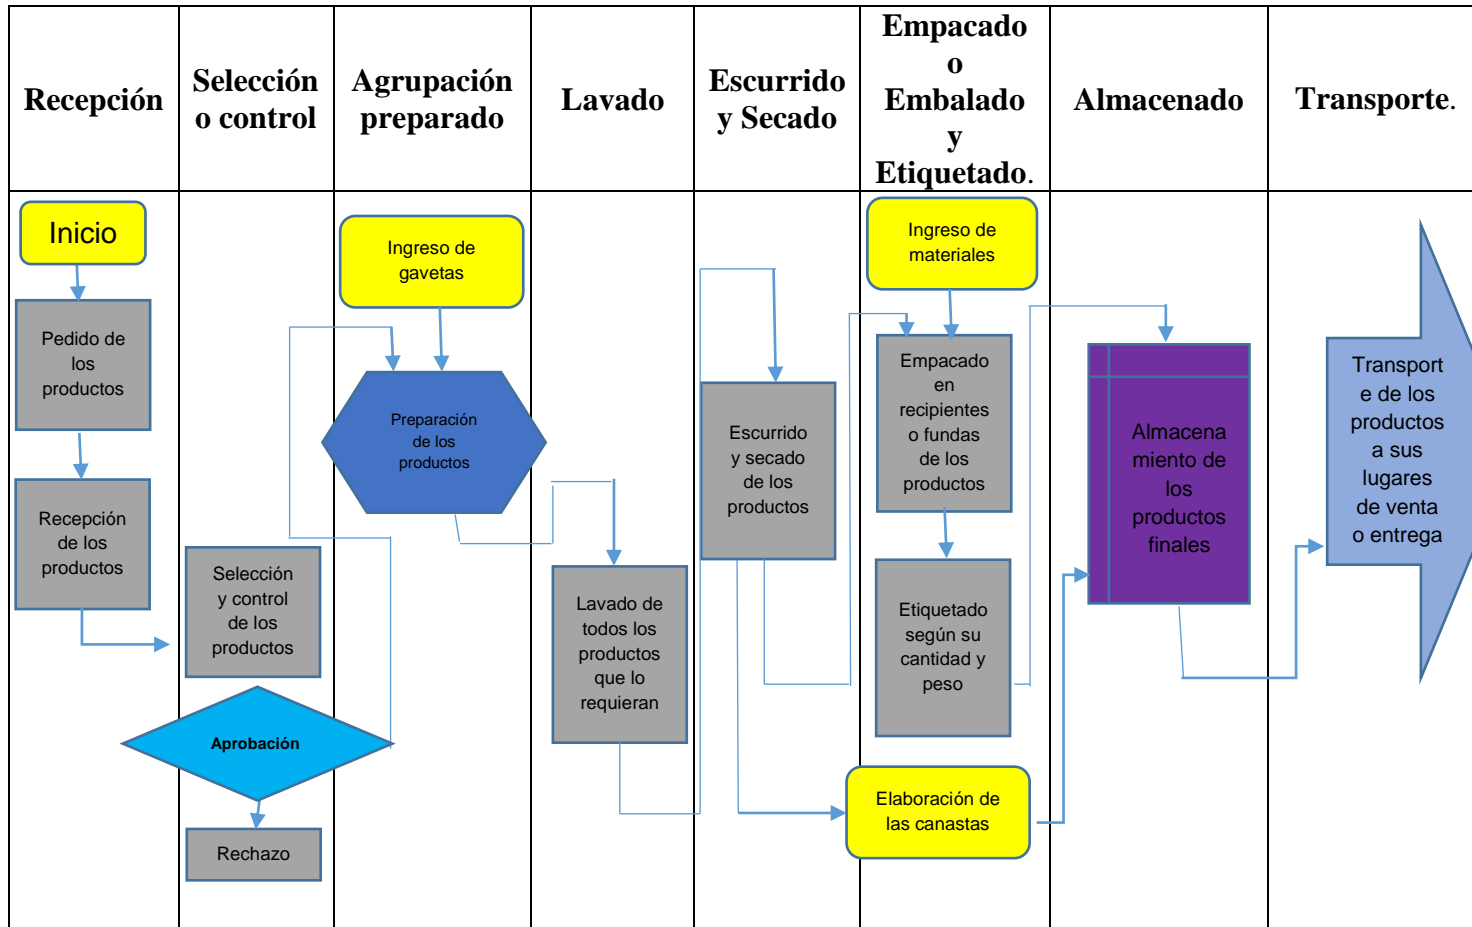 Recepción
Selección
o control
Agrupación
preparado
Lavado
Escurrido
y Secado
Empacado
o
Embalado
y
Etiquetado.
Almacenado
Transporte.
Inicio
Pedido de
los
productos
Recepción
de los
productos
Selección
y control
de los
productos
Aprobación
Rechazo
Ingreso de
gavetas
Preparación
de los
productos
Lavado de
todos los
productos
que lo
requieran
Escurrido
y secado
de los
productos
Ingreso de
materiales
Empacado
en
recipientes
o fundas
de los
productos
Etiquetado
según su
cantidad y
peso
Elaboración de
las canastas
Almacena
miento de
los
productos
finales
Transport
e de los
productos
a sus
lugares
de venta
o entrega